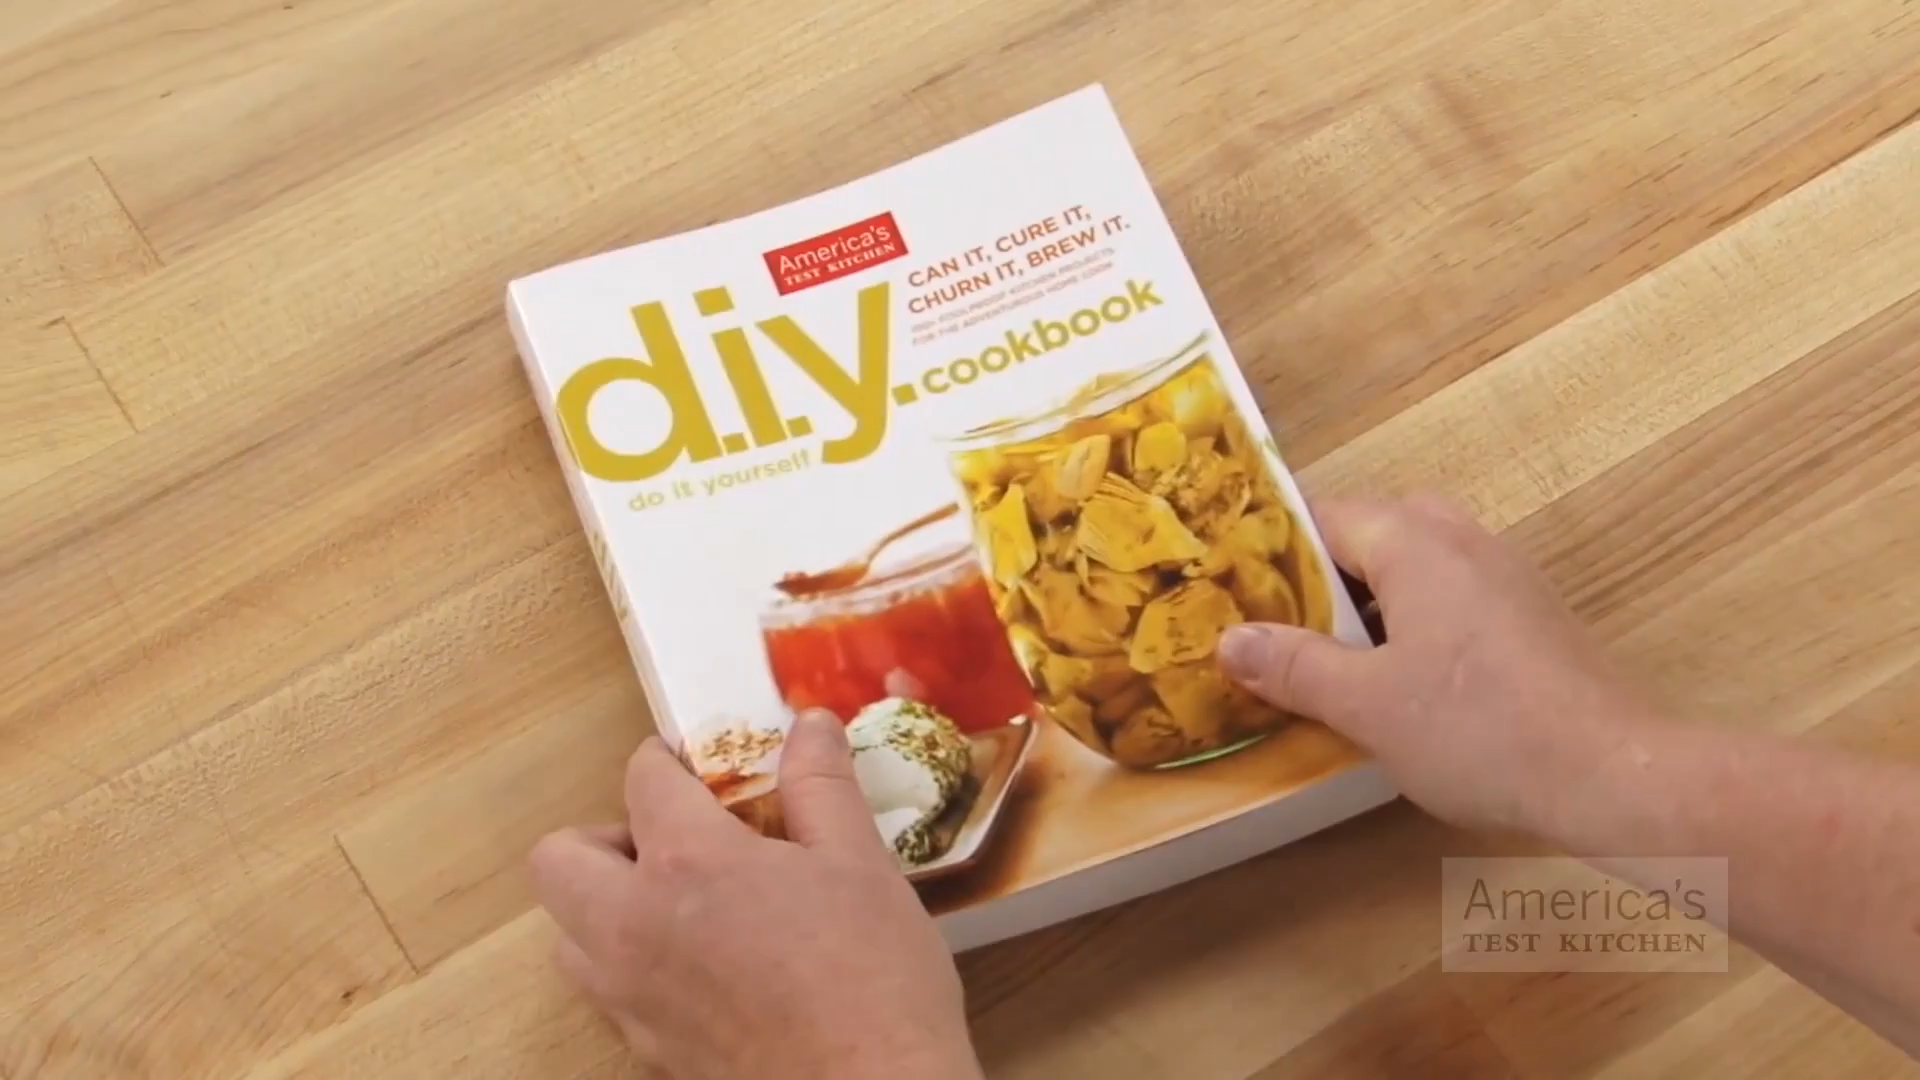 America's
TEST KITCHEN
CAN IT, CURE IT,
CHURN IT, BREW IT.
100+ FOOLPROOF KITCHEN PROJECTS
FOR THE ADVENTUROUS HOME COOK
d.i.y. cookbook
do it yourself
America's
TEST KITCHEN